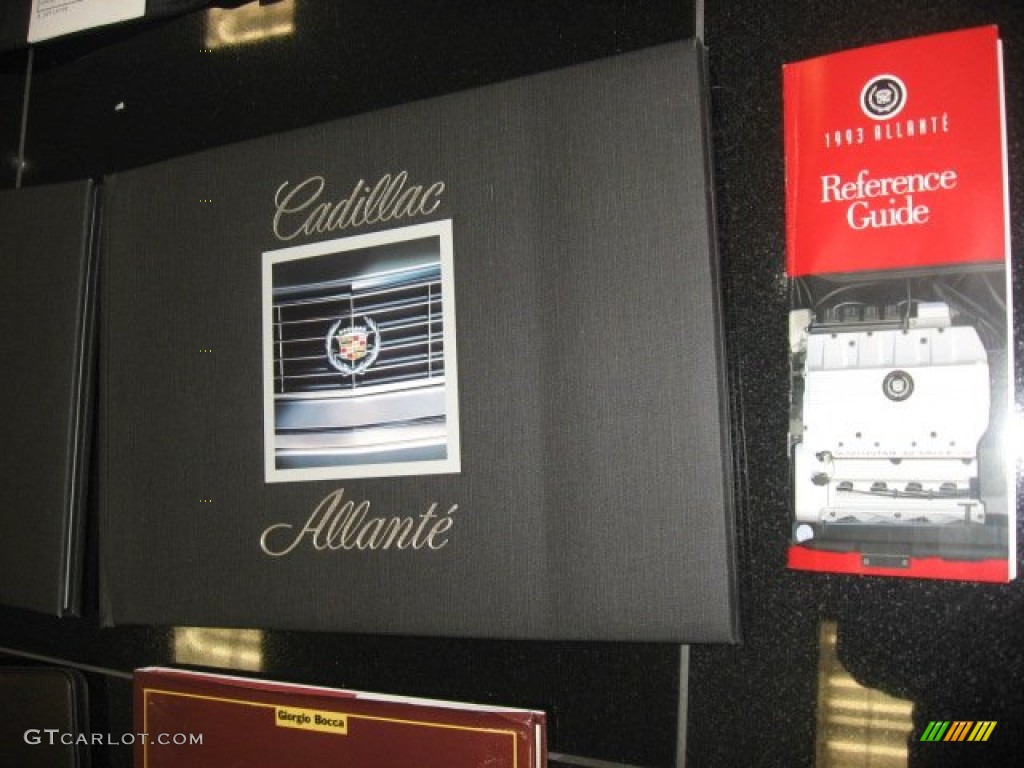 Cadillac
Allanté
1993 ALLANTÉ
Reference
Guide
Giorgio Bocca
GTCARLOT.COM